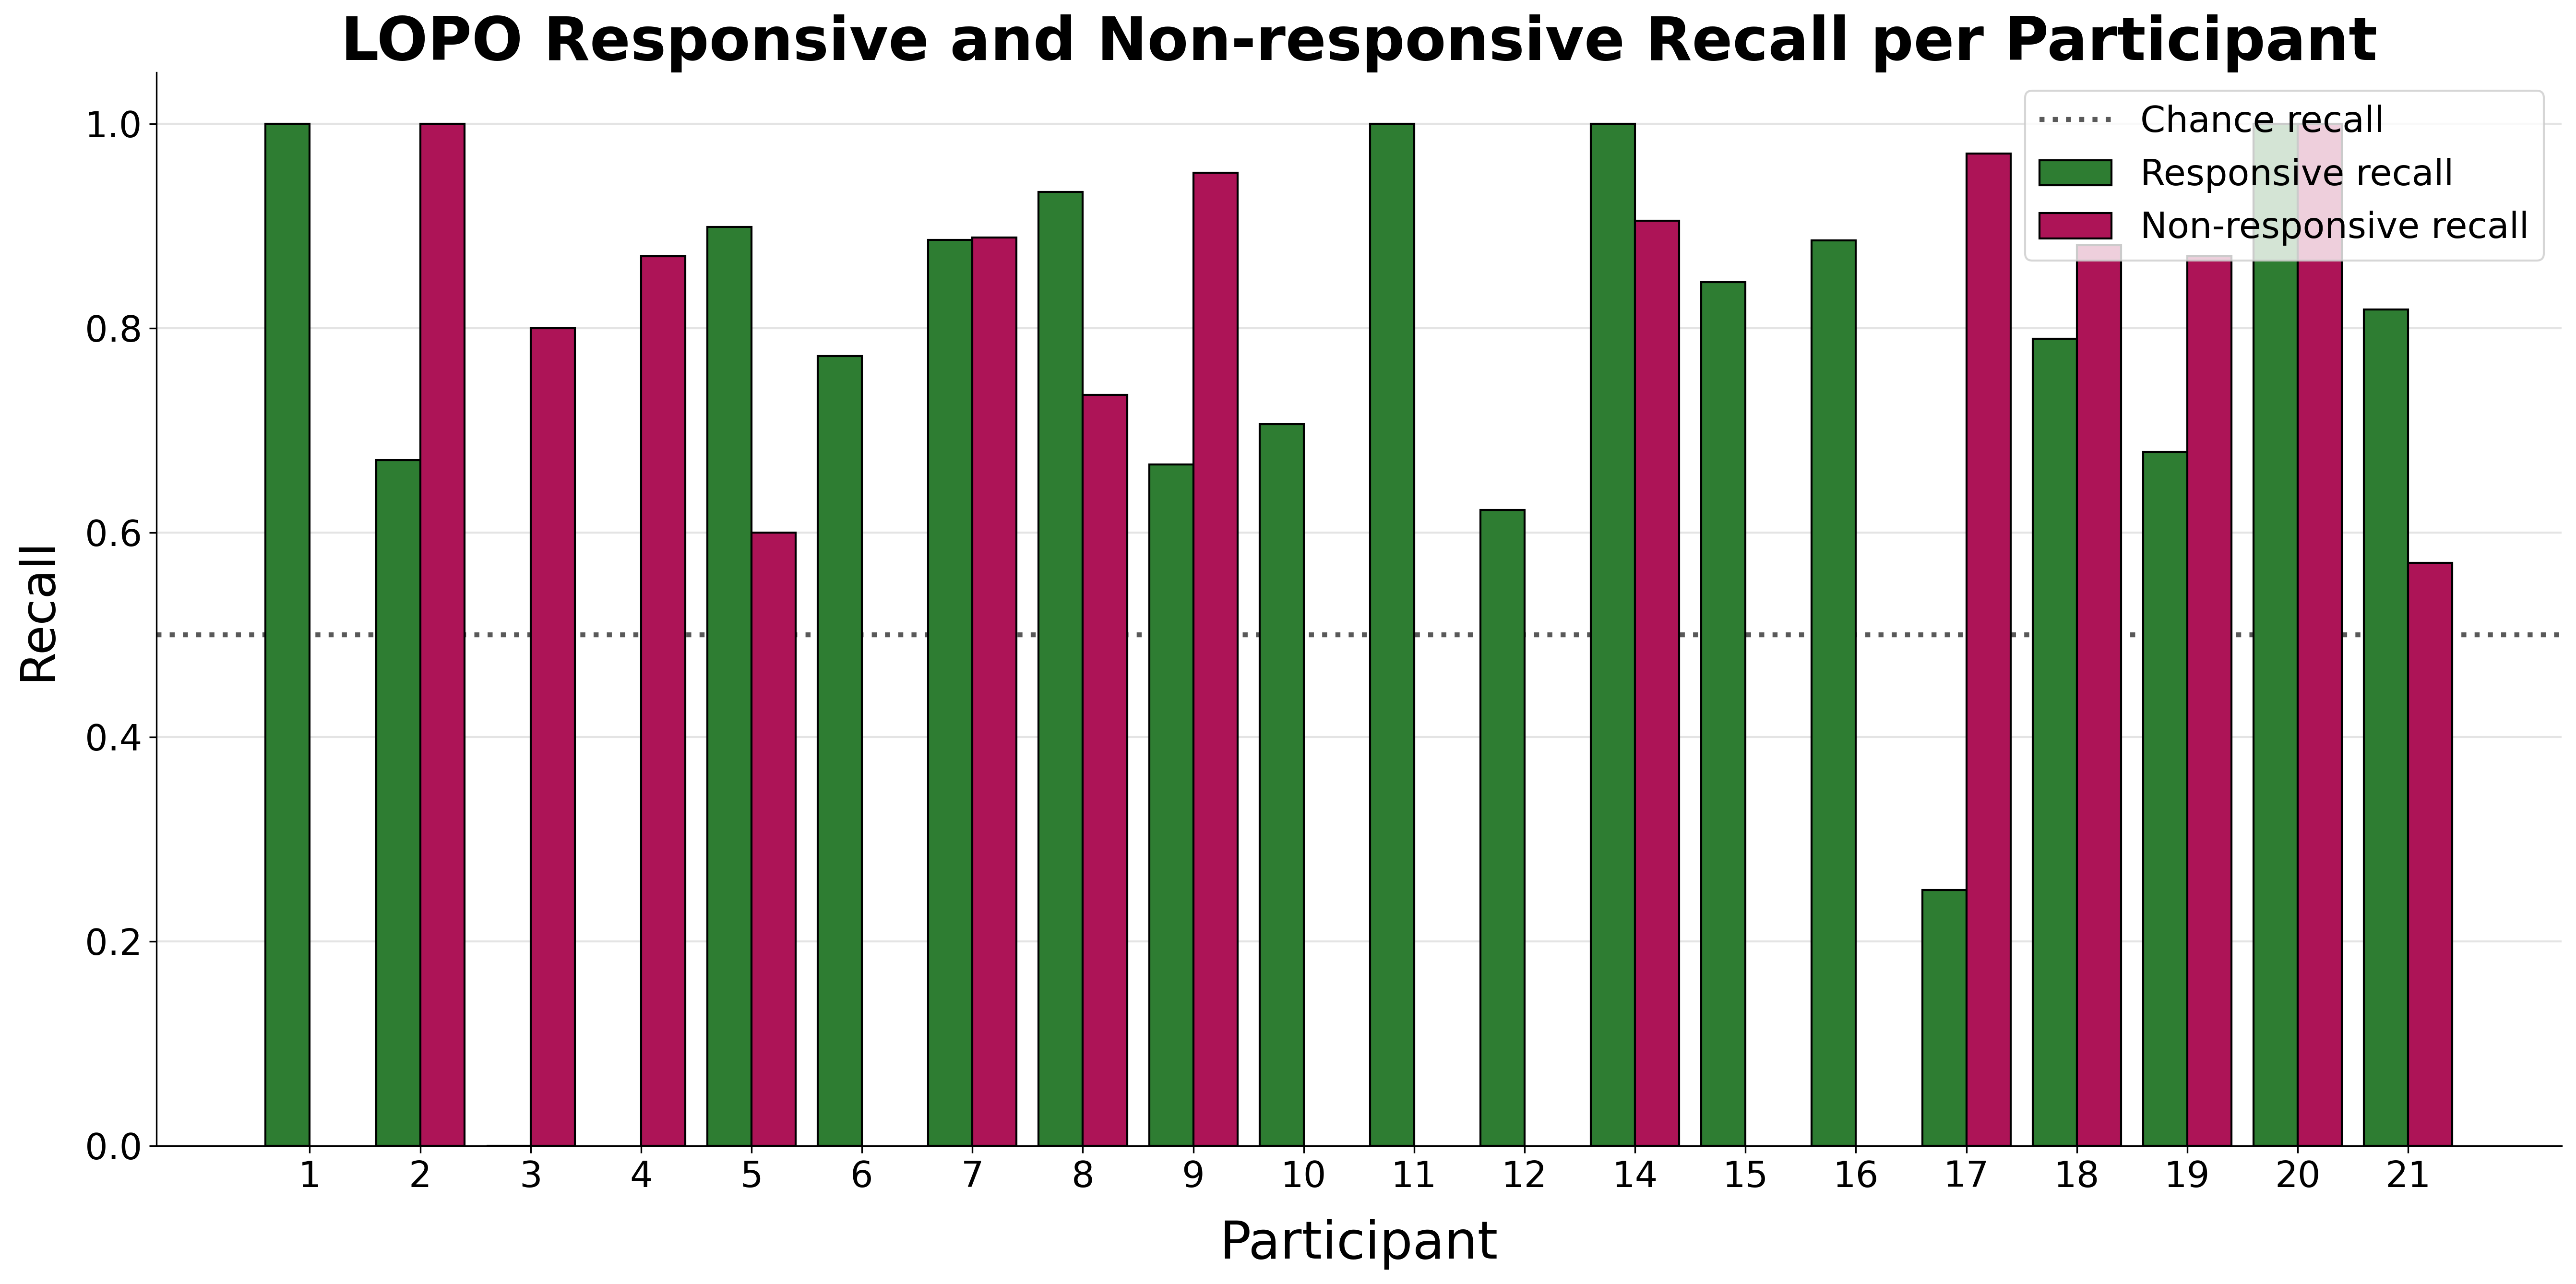 LOPO Responsive and Non-responsive Recall per Participant
Chance recall
Responsive recall
Non-responsive recall
Recall
1.0
0.8
0.6
0.4
0.2
0.0
1 2 3 4 5 6 7 8 9 10 11 12 14 15 16 17 18 19 20 21
Participant